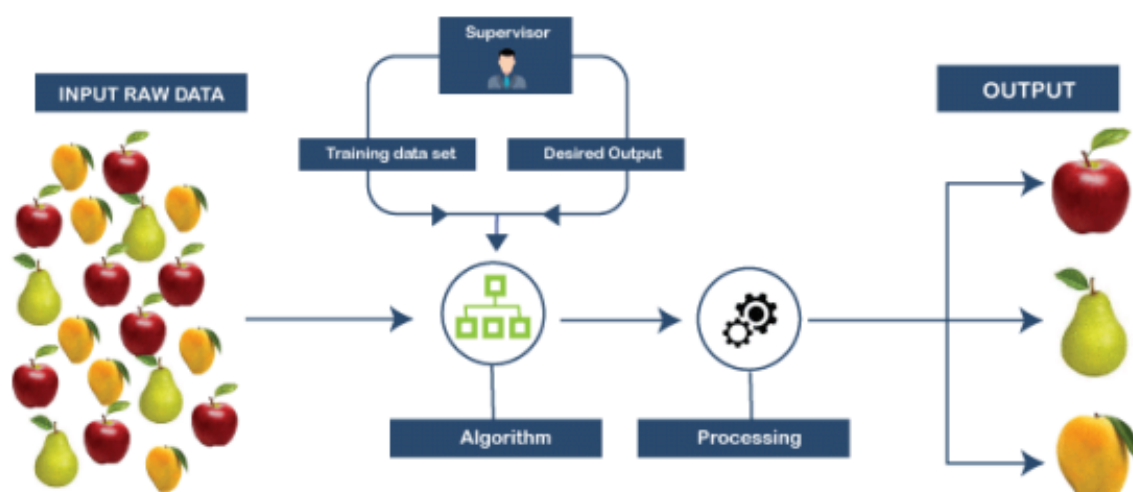 Supervisor
INPUT RAW DATA
OUTPUT
Training data set
Desired Output
Algorithm
Processing